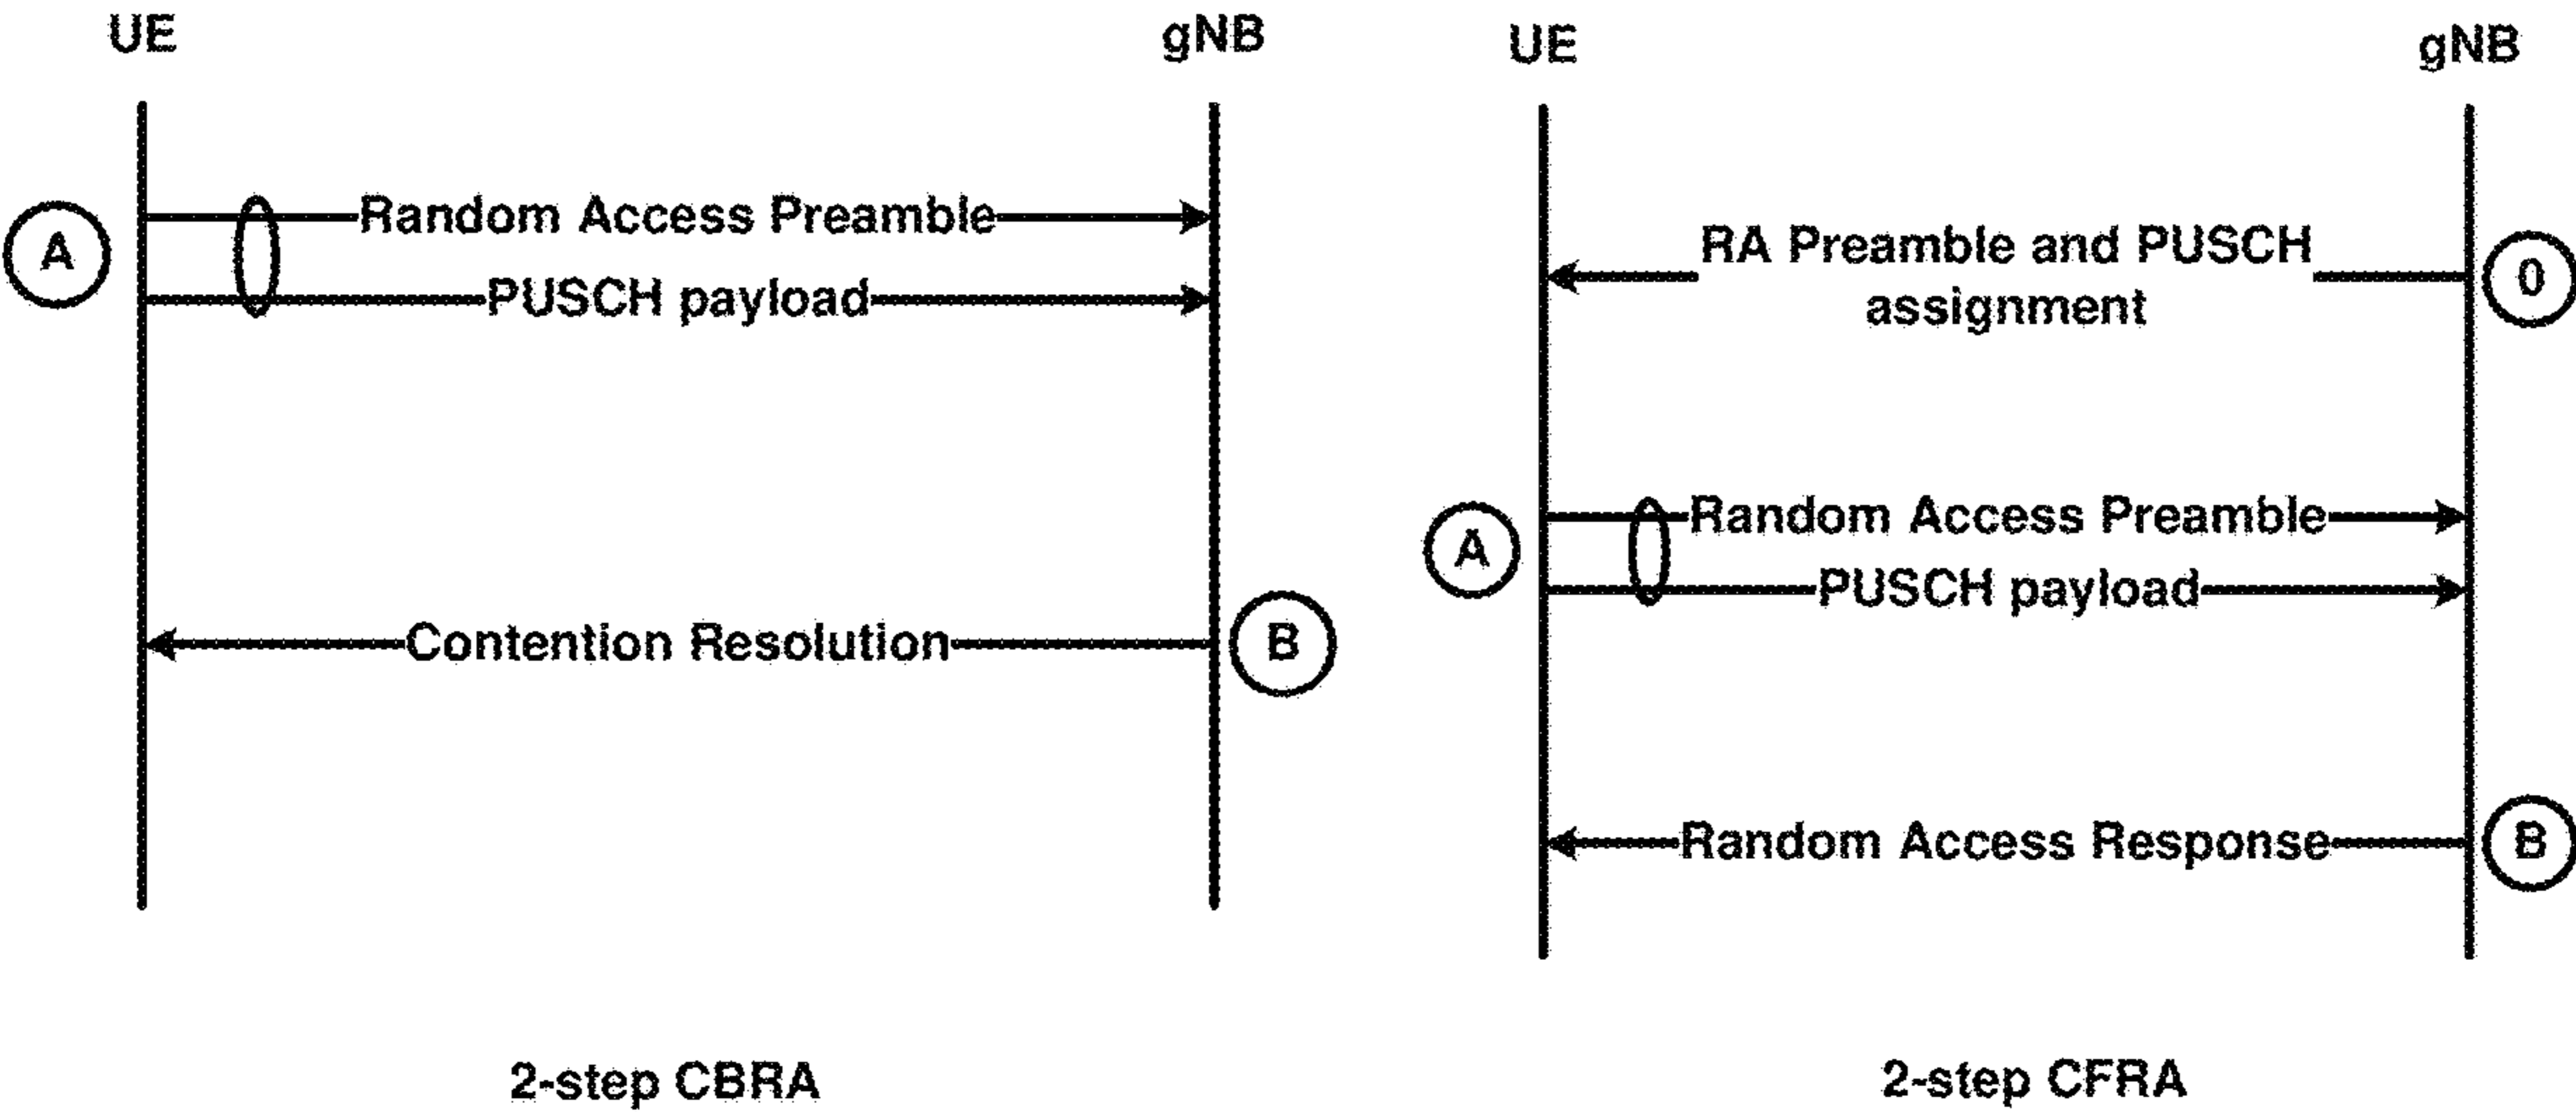 UE
gNB
A
Random Access Preamble
PUSCH payload
Contention Resolution
B
2-step CBRA
UE
gNB
RA Preamble and PUSCH
assignment
0
A
Random Access Preamble
PUSCH payload
Random Access Response
B
2-step CFRA